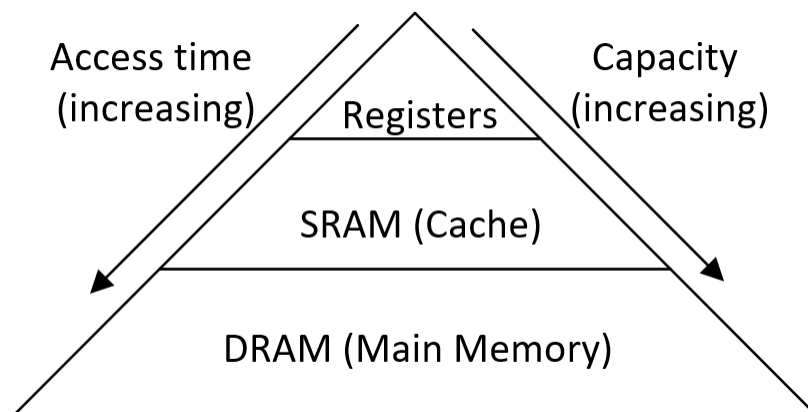 Access time
(increasing)
Capacity
(increasing)
Registers
SRAM (Cache)
DRAM (Main Memory)